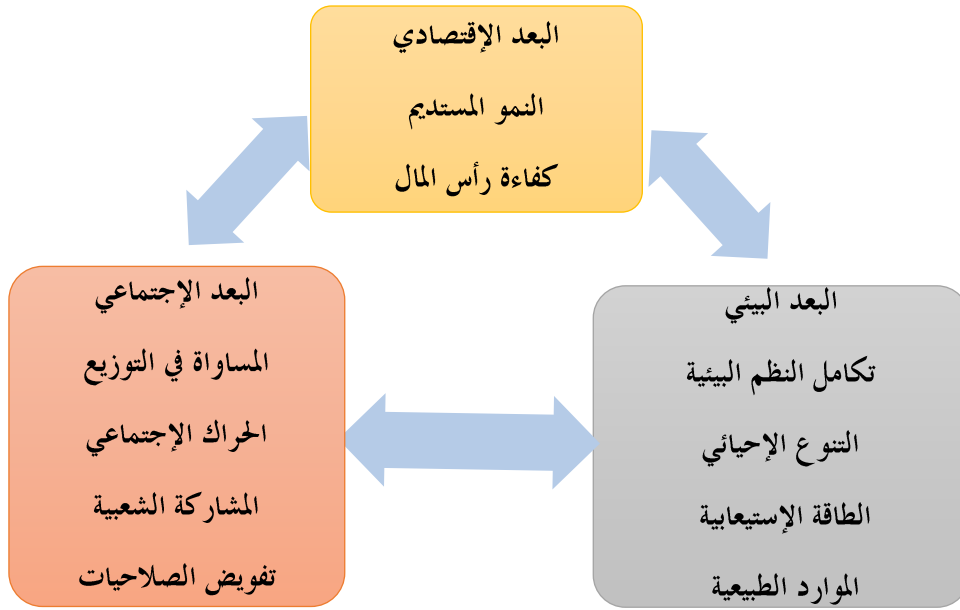 البعد الإقتصادي
النمو المستديم
كفاءة رأس المال
البعد البيئي
تكامل النظم البيئية
التنوع الإحيائي
الطاقة الإستيعابية
الموارد الطبيعية
البعد الإجتماعي
المساواة في التوزيع
الحراك الإجتماعي
المشاركة الشعبية
تفويض الصلاحيات